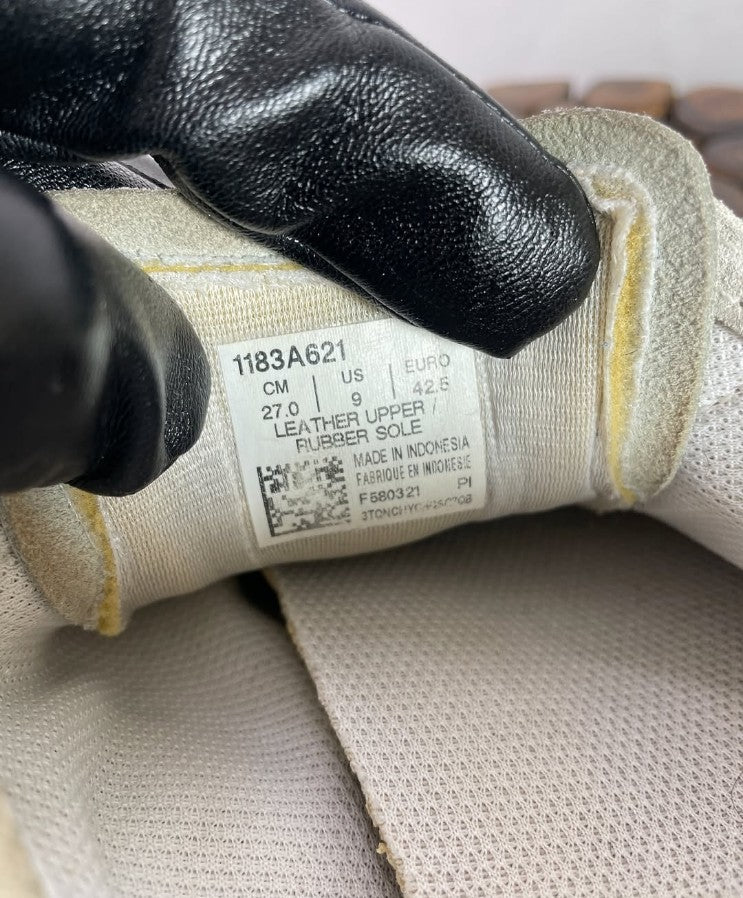 1183A621
CM | US | EURO
27.0 | 9 | 42.5
LEATHER UPPER /
RUBBER SOLE
MADE IN INDONESIA
FABRIQUE EN INDONESIE
F580321 PI